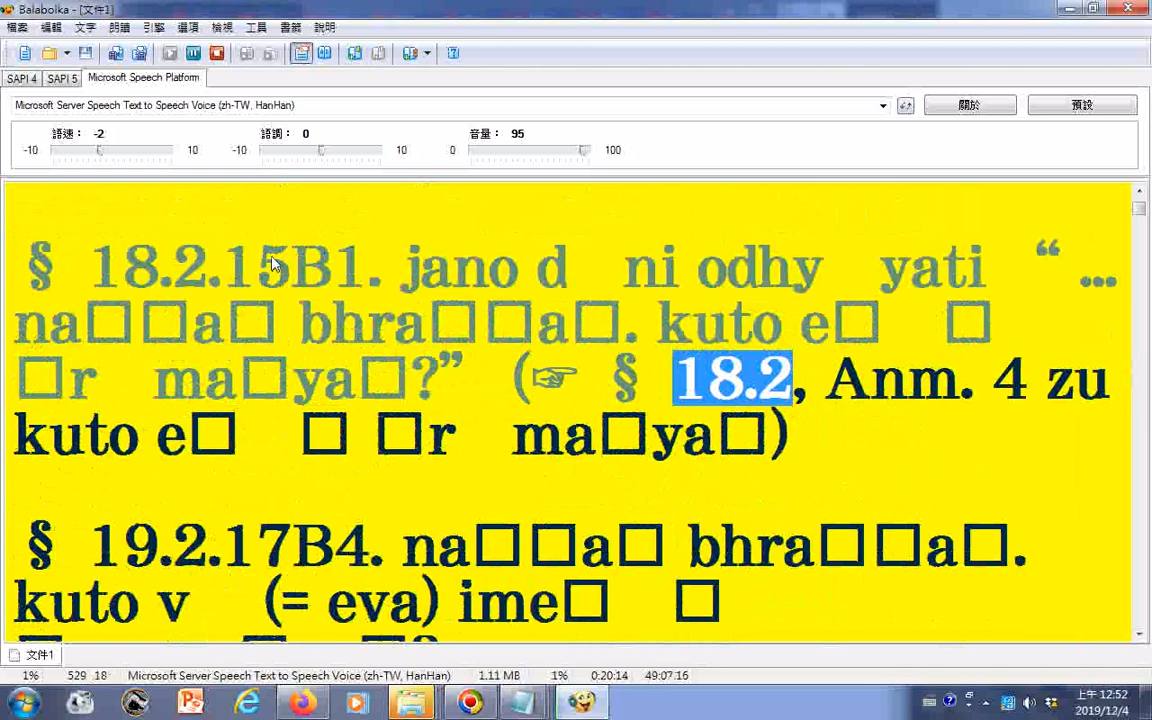 Balabolka - [文件1]
檔案 編輯 文字 朗讀 引擎 選項 檢視 工具 書籤 說明
SAPI 4 SAPI 5 Microsoft Speech Platform
Microsoft Server Speech Text to Speech Voice (zh-TW, HanHan)
關於 預設
語速： -2 語調： 0 音量： 95
-10 10 -10 10 0 100
§ 18.2.15B1. jano d ni odhy yati “ ...
na□□a□ bhra□□a□. kuto e□ □
□r ma□ya□?” (☞ § 18.2, Anm. 4 zu
kuto e□ □ □r ma□ya□)
§ 19.2.17B4. na□□a□ bhra□□a□.
kuto v (= eva) ime□ □
文件1
1% 529 18 Microsoft Server Speech Text to Speech Voice (zh-TW, HanHan) 1.11 MB 1% 0:20:14 49:07:16
上午 12:52
2019/12/4